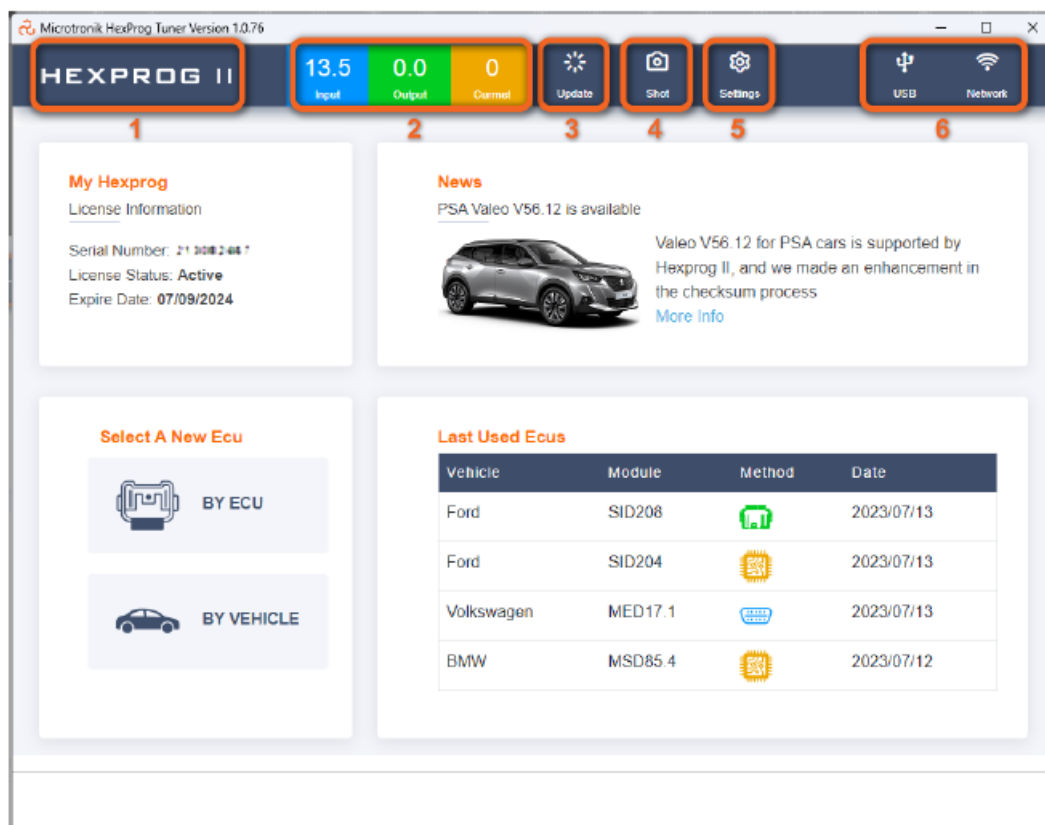 Microtronik HexProg Tuner Version 1.0.76
HEXPROG II
13.5
Input
0.0
Output
0
Current
Update
Shot
Settings
USB
Network
1
2
3
4
5
6
My Hexprog
License Information
Serial Number:
License Status: Active
Expire Date: 07/09/2024
News
PSA Valeo V56.12 is available
Valeo V56.12 for PSA cars is supported by
Hexprog II, and we made an enhancement in
the checksum process
More Info
Select A New Ecu
BY ECU
BY VEHICLE
Last Used Ecus
Vehicle Module Method Date
Ford SID208 2023/07/13
Ford SID204 2023/07/13
Volkswagen MED17.1 2023/07/13
BMW MSD85.4 2023/07/12